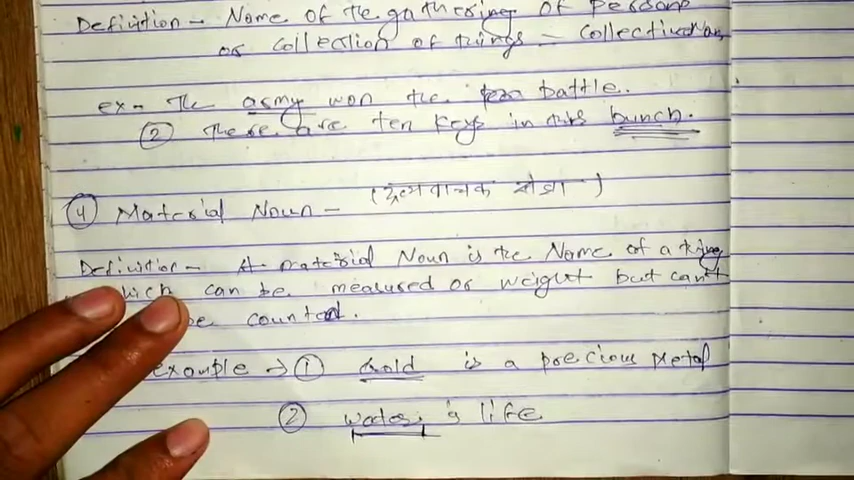 Definition - Name of the gathering of Persons
or collection of things - Collective Noun
ex - The army won the battle.
② there are ten keys in this bunch.
④ Material Noun - (द्रव्यवाचक संज्ञा)
Definition - A material Noun is the Name of a thing
which can be measured or weight but can't
be counted.
example → ① Gold is a precious Metal
② water is life